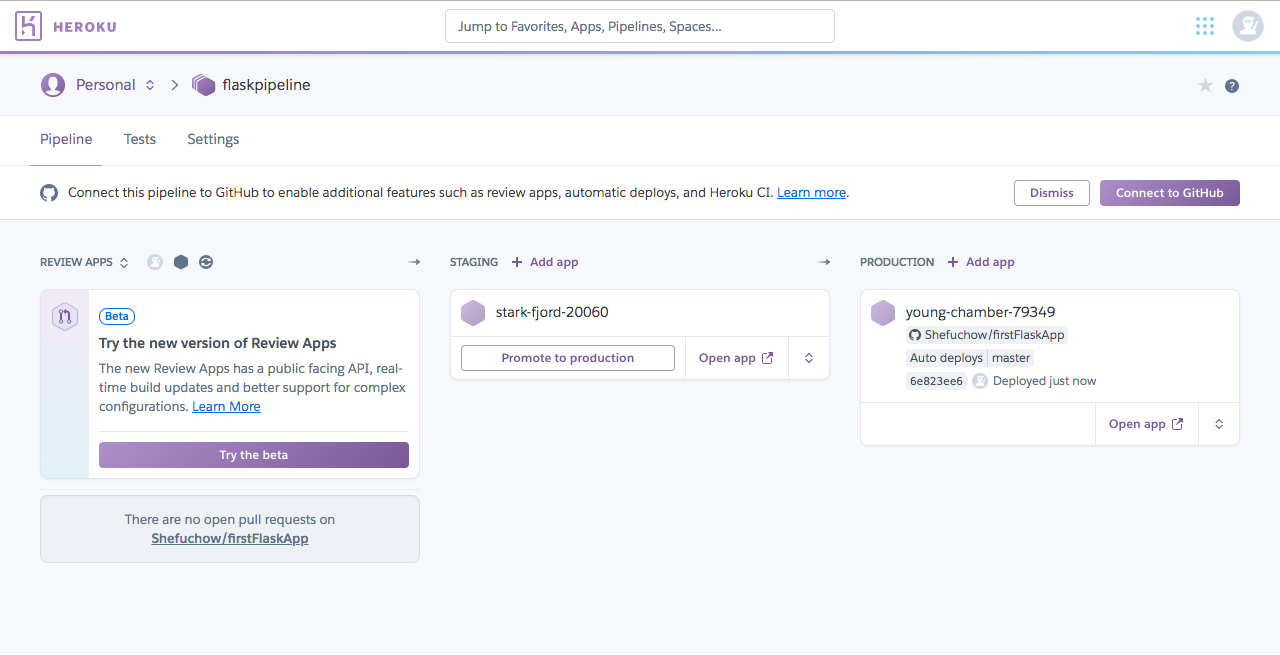 HEROKU
Jump to Favorites, Apps, Pipelines, Spaces...
Personal
flaskpipeline
?
Pipeline
Tests
Settings
Connect this pipeline to GitHub to enable additional features such as review apps, automatic deploys, and Heroku CI. Learn more.
Dismiss
Connect to GitHub
REVIEW APPS
Beta
Try the new version of Review Apps
The new Review Apps has a public facing API, real-
time build updates and better support for complex
configurations. Learn More
Try the beta
There are no open pull requests on
Shefuchow/firstFlaskApp
STAGING
+ Add app
stark-fjord-20060
Promote to production
Open app
PRODUCTION
+ Add app
young-chamber-79349
Shefuchow/firstFlaskApp
Auto deploys
master
6e823ee6
Deployed just now
Open app